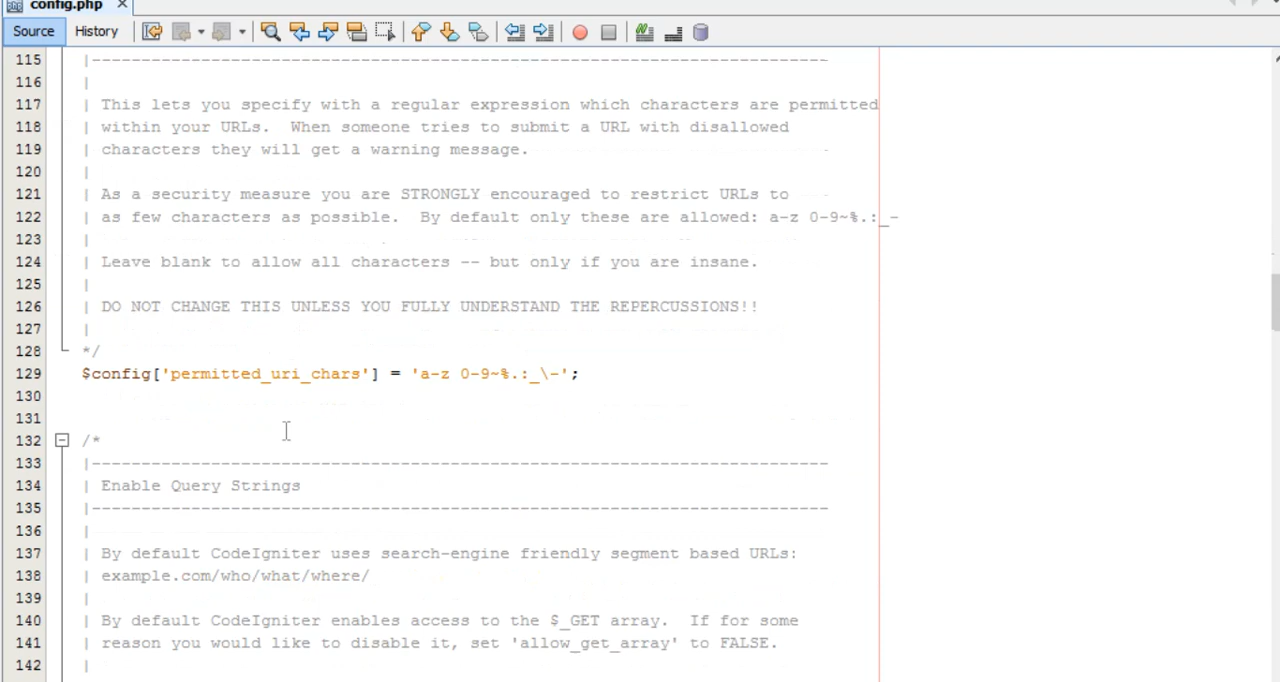 config.php
Source History
115 |-----------------------------------------------------------------------------------
116 |
117 | This lets you specify with a regular expression which characters are permitted
118 | within your URLs.  When someone tries to submit a URL with disallowed
119 | characters they will get a warning message.
120 |
121 | As a security measure you are STRONGLY encouraged to restrict URLs to
122 | as few characters as possible.  By default only these are allowed: a-z 0-9~%.:_-
123 |
124 | Leave blank to allow all characters -- but only if you are insane.
125 |
126 | DO NOT CHANGE THIS UNLESS YOU FULLY UNDERSTAND THE REPERCUSSIONS!!
127 |
128 */
129 $config['permitted_uri_chars'] = 'a-z 0-9~%.:_\-';
130
131
132 /*
133 |--------------------------------------------------------------------------
134 | Enable Query Strings
135 |--------------------------------------------------------------------------
136 |
137 | By default CodeIgniter uses search-engine friendly segment based URLs:
138 | example.com/who/what/where/
139 |
140 | By default CodeIgniter enables access to the $_GET array.  If for some
141 | reason you would like to disable it, set 'allow_get_array' to FALSE.
142 |